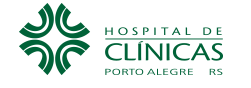 HOSPITAL DE
CLÍNICAS
PORTO ALEGRE RS